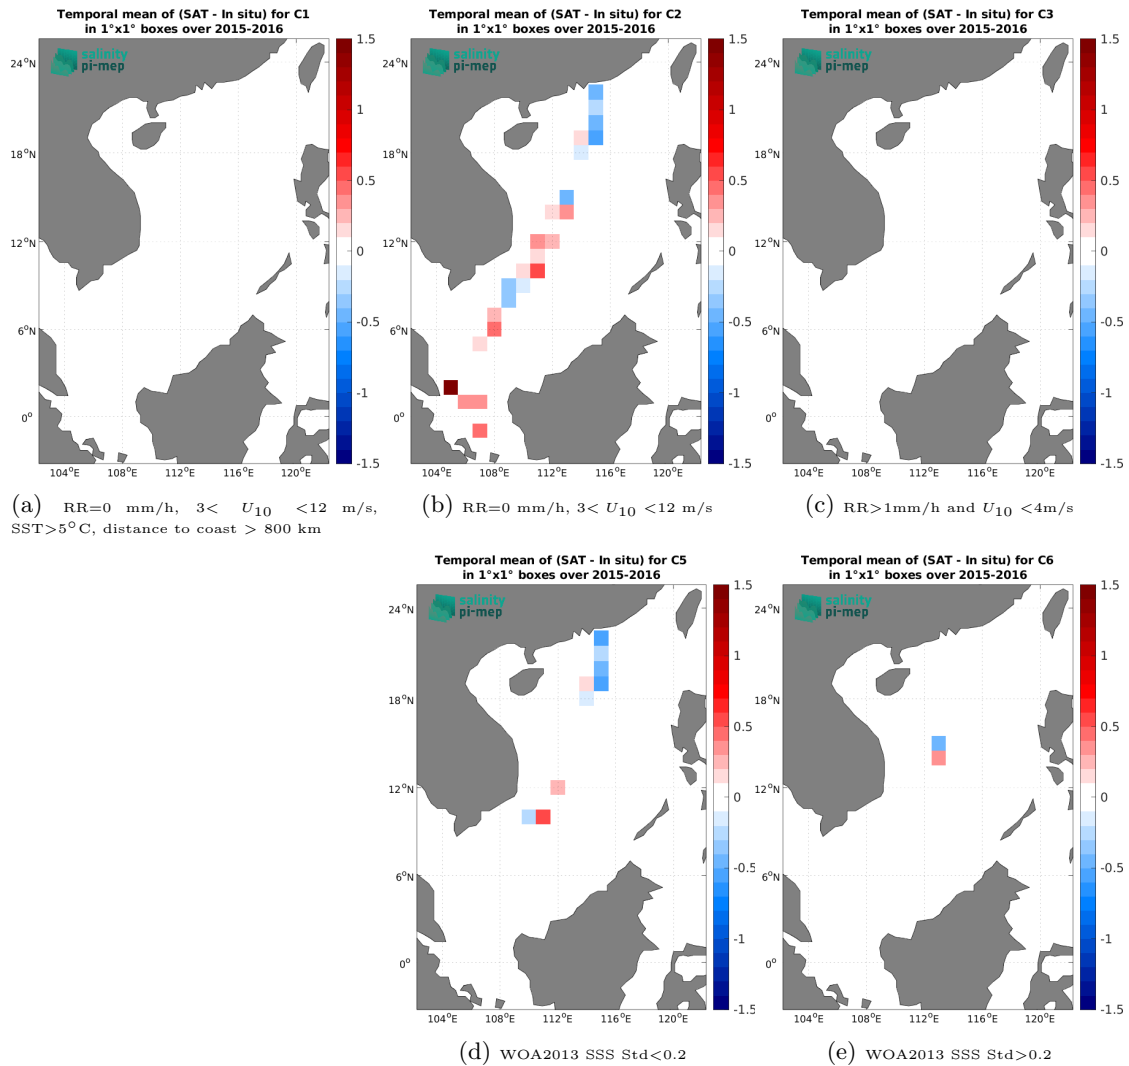 Temporal mean of (SAT - In situ) for C1
in 1°x1° boxes over 2015-2016
salinity
pi-mep
24°N
18°N
12°N
6°N
0°
104°E 108°E 112°E 116°E 120°E
1.5
1
0.5
0
-0.5
-1
-1.5
(a) RR=0 mm/h, 3< U10 <12 m/s,
SST>5°C, distance to coast > 800 km
Temporal mean of (SAT - In situ) for C2
in 1°x1° boxes over 2015-2016
salinity
pi-mep
24°N
18°N
12°N
6°N
0°
104°E 108°E 112°E 116°E 120°E
1.5
1
0.5
0
-0.5
-1
-1.5
(b) RR=0 mm/h, 3< U10 <12 m/s
Temporal mean of (SAT - In situ) for C3
in 1°x1° boxes over 2015-2016
salinity
pi-mep
24°N
18°N
12°N
6°N
0°
104°E 108°E 112°E 116°E 120°E
1.5
1
0.5
0
-0.5
-1
-1.5
(c) RR>1mm/h and U10 <4m/s
Temporal mean of (SAT - In situ) for C5
in 1°x1° boxes over 2015-2016
salinity
pi-mep
24°N
18°N
12°N
6°N
0°
104°E 108°E 112°E 116°E 120°E
1.5
1
0.5
0
-0.5
-1
-1.5
(d) WOA2013 SSS Std<0.2
Temporal mean of (SAT - In situ) for C6
in 1°x1° boxes over 2015-2016
salinity
pi-mep
24°N
18°N
12°N
6°N
0°
104°E 108°E 112°E 116°E 120°E
1.5
1
0.5
0
-0.5
-1
-1.5
(e) WOA2013 SSS Std>0.2